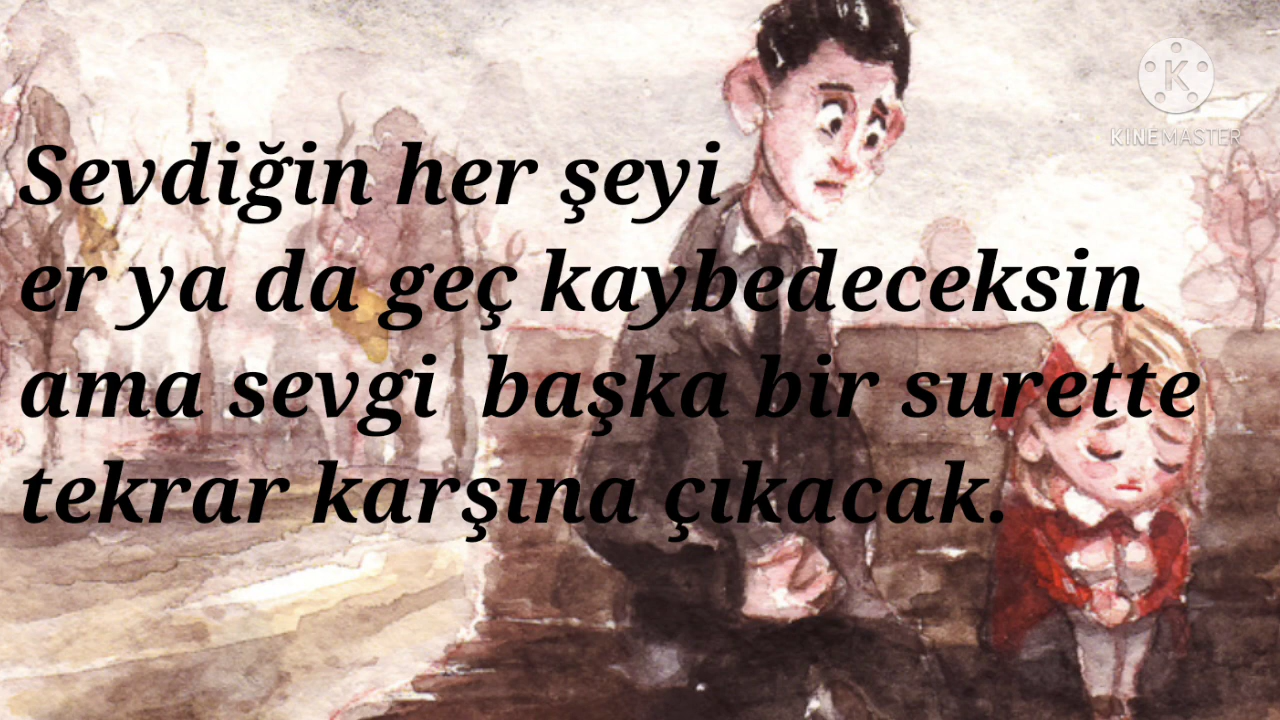 Sevdiğin her şeyi
er ya da geç kaybedeceksin
ama sevgi  başka bir surette
tekrar karşına çıkacak.
K
KINEMASTER